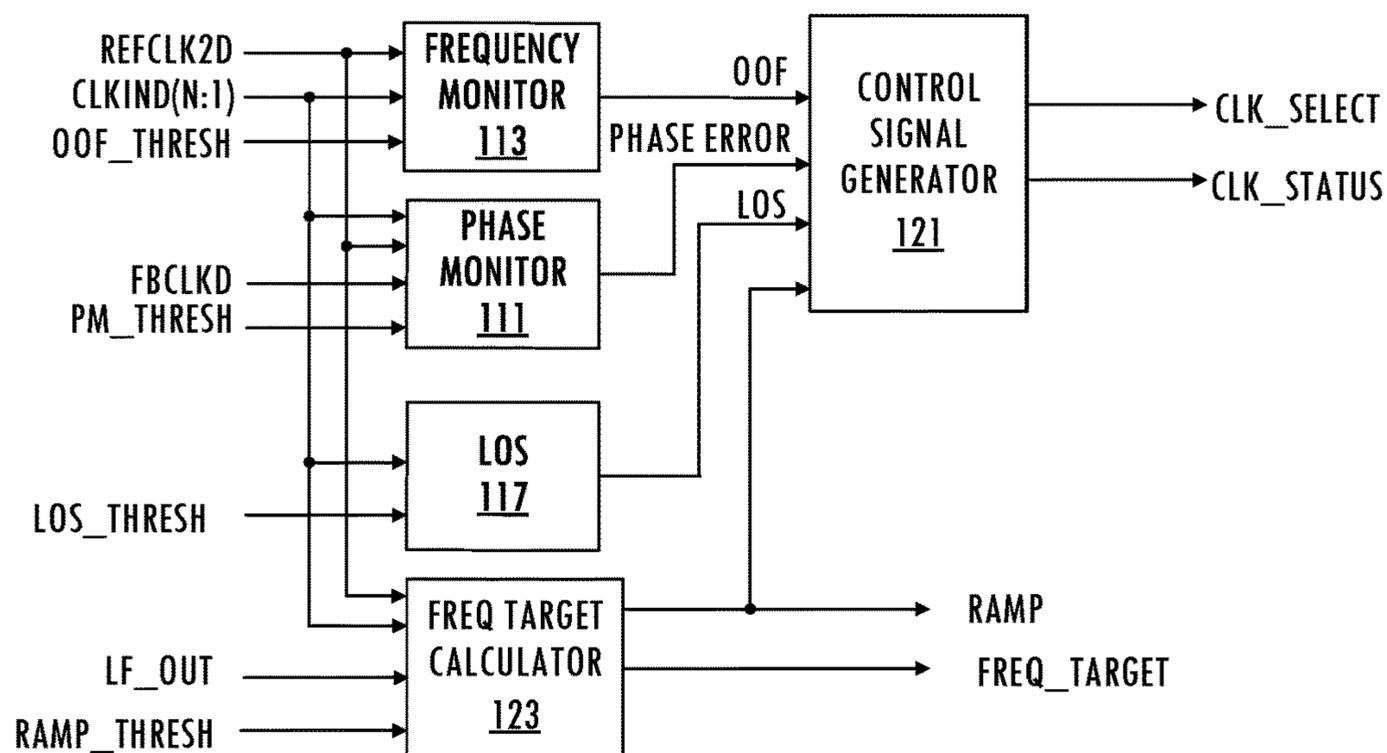 REFCLK2D
CLKIND(N:1)
OOF_THRESH
FREQUENCY
MONITOR
113
OOF
PHASE ERROR
LOS
CONTROL
SIGNAL
GENERATOR
121
CLK_SELECT
CLK_STATUS
FBCLKD
PM_THRESH
PHASE
MONITOR
111
LOS_THRESH
LOS
117
LF_OUT
RAMP_THRESH
FREQ TARGET
CALCULATOR
123
RAMP
FREQ_TARGET